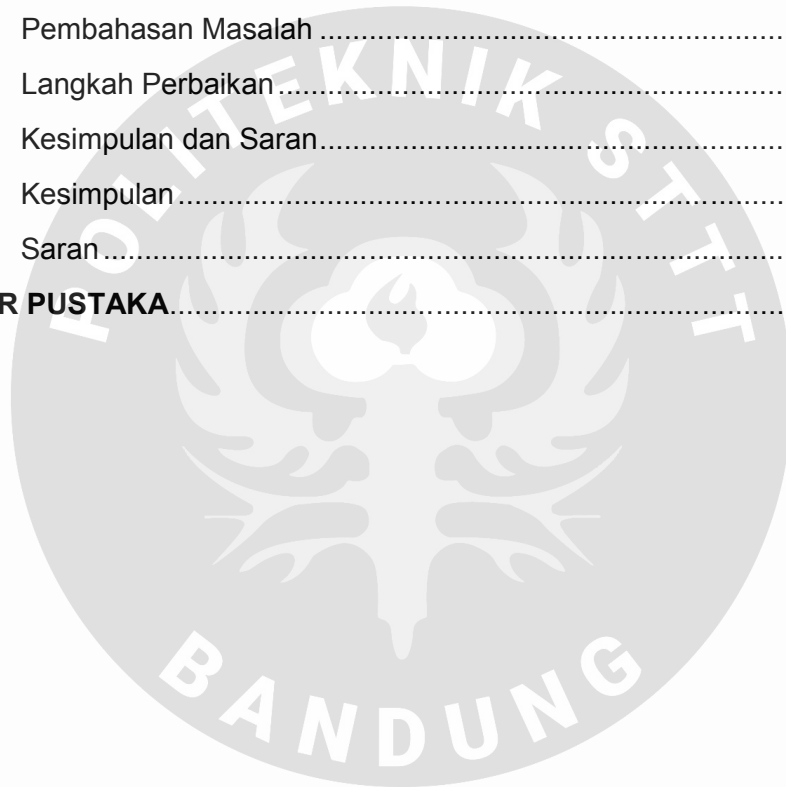 Pembahasan Masalah ........................................................
Langkah Perbaikan ............................................................
Kesimpulan dan Saran ........................................................
Kesimpulan ........................................................................
Saran ................................................................................
R PUSTAKA ........................................................................
POLITEKNIK STTT
BANDUNG